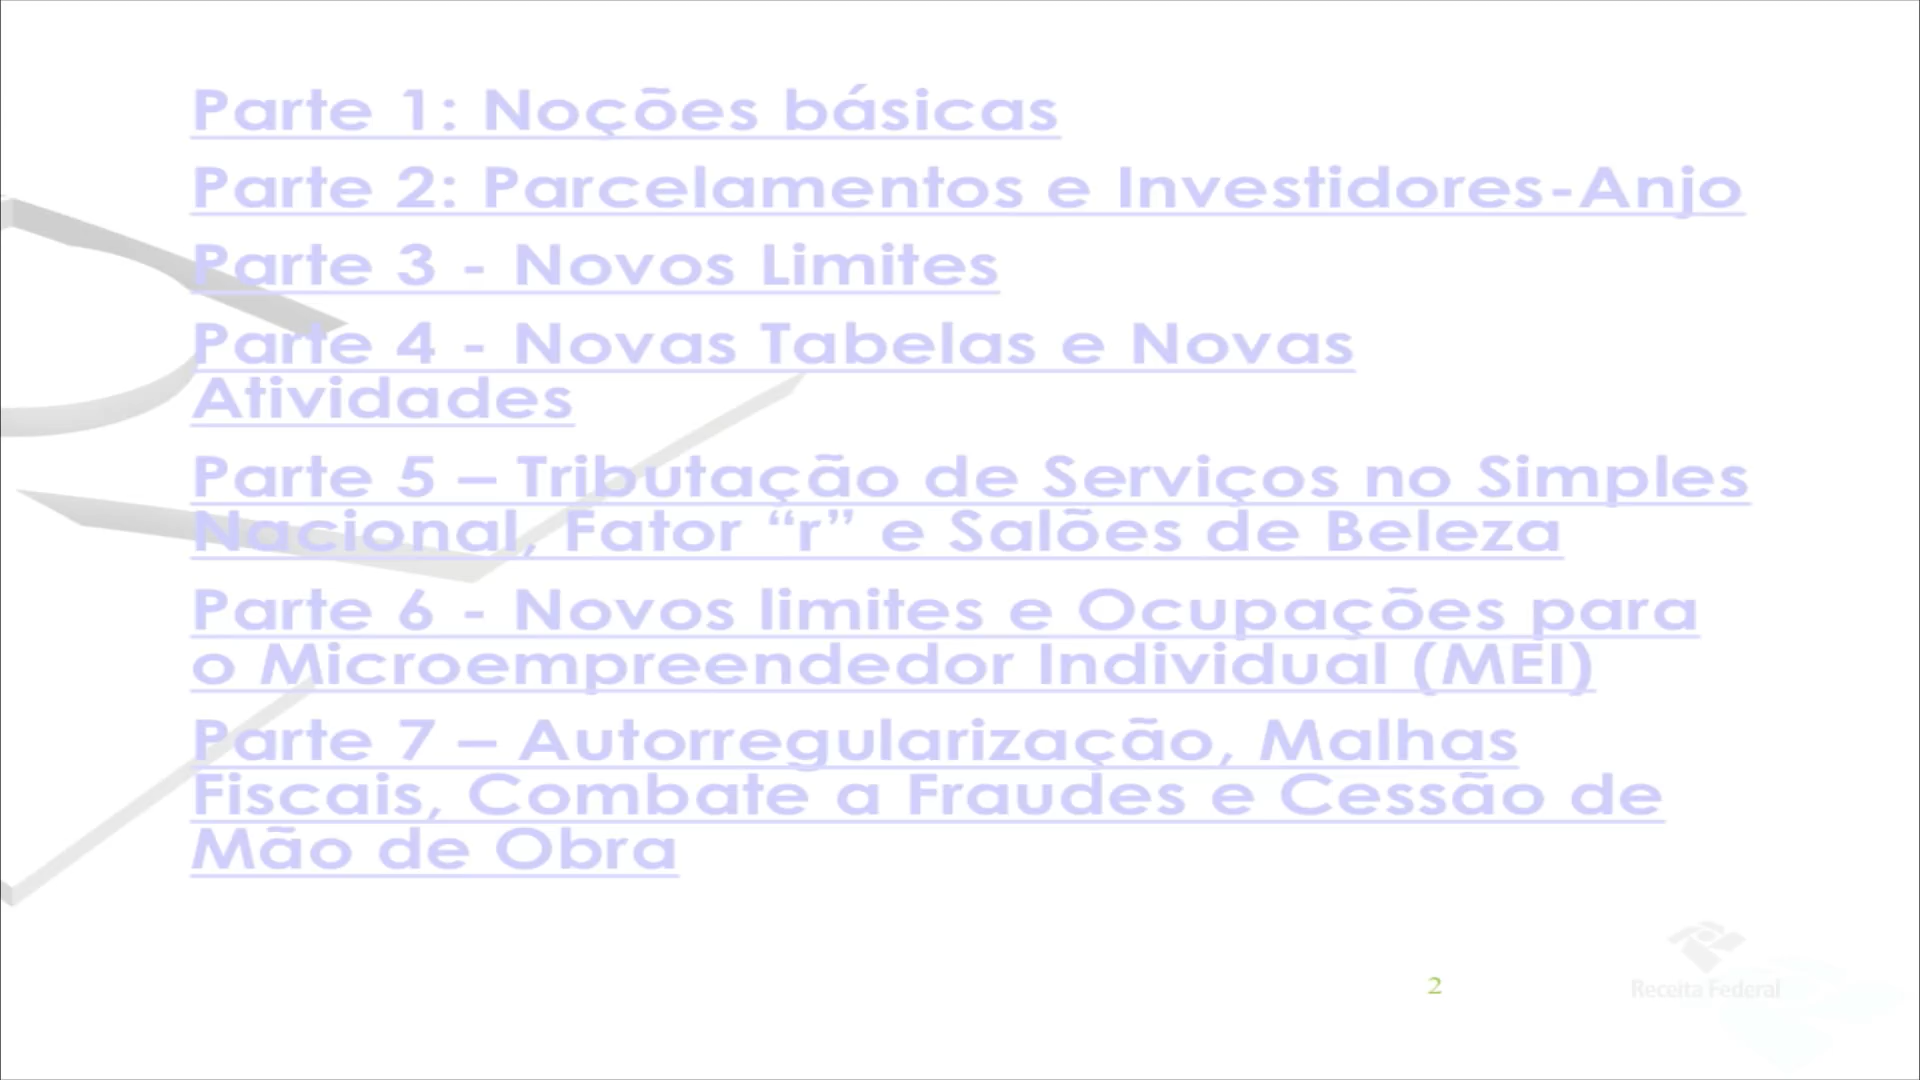 Parte 1: Noções básicas
Parte 2: Parcelamentos e Investidores-Anjo
Parte 3 - Novos Limites
Parte 4 - Novas Tabelas e Novas
Atividades
Parte 5 – Tributação de Serviços no Simples
Nacional, Fator “r” e Salões de Beleza
Parte 6 - Novos limites e Ocupações para
o Microempreendedor Individual (MEI)
Parte 7 – Autorregularização, Malhas
Fiscais, Combate a Fraudes e Cessão de
Mão de Obra
2
Receita Federal